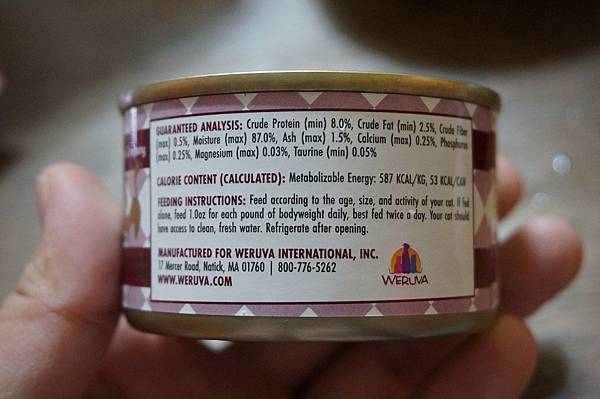 GUARANTEED ANALYSIS: Crude Protein (min) 8.0%, Crude Fat (min) 2.5%, Crude Fiber
(max) 0.5%, Moisture (max) 87.0%, Ash (max) 1.5%, Calcium (max) 0.25%, Phosphorus
(max) 0.25%, Magnesium (max) 0.03%, Taurine (min) 0.05%
CALORIE CONTENT (CALCULATED): Metabolizable Energy: 587 KCAL/KG, 53 KCAL/CAN
FEEDING INSTRUCTIONS: Feed according to the age, size, and activity of your cat. If fed
alone, feed 1.0oz for each pound of bodyweight daily, best fed twice a day. Your cat should
have access to clean, fresh water. Refrigerate after opening.
MANUFACTURED FOR WERUVA INTERNATIONAL, INC.
17 Mercer Road, Natick, MA 01760 | 800-776-5262
WWW.WERUVA.COM
WERUVA